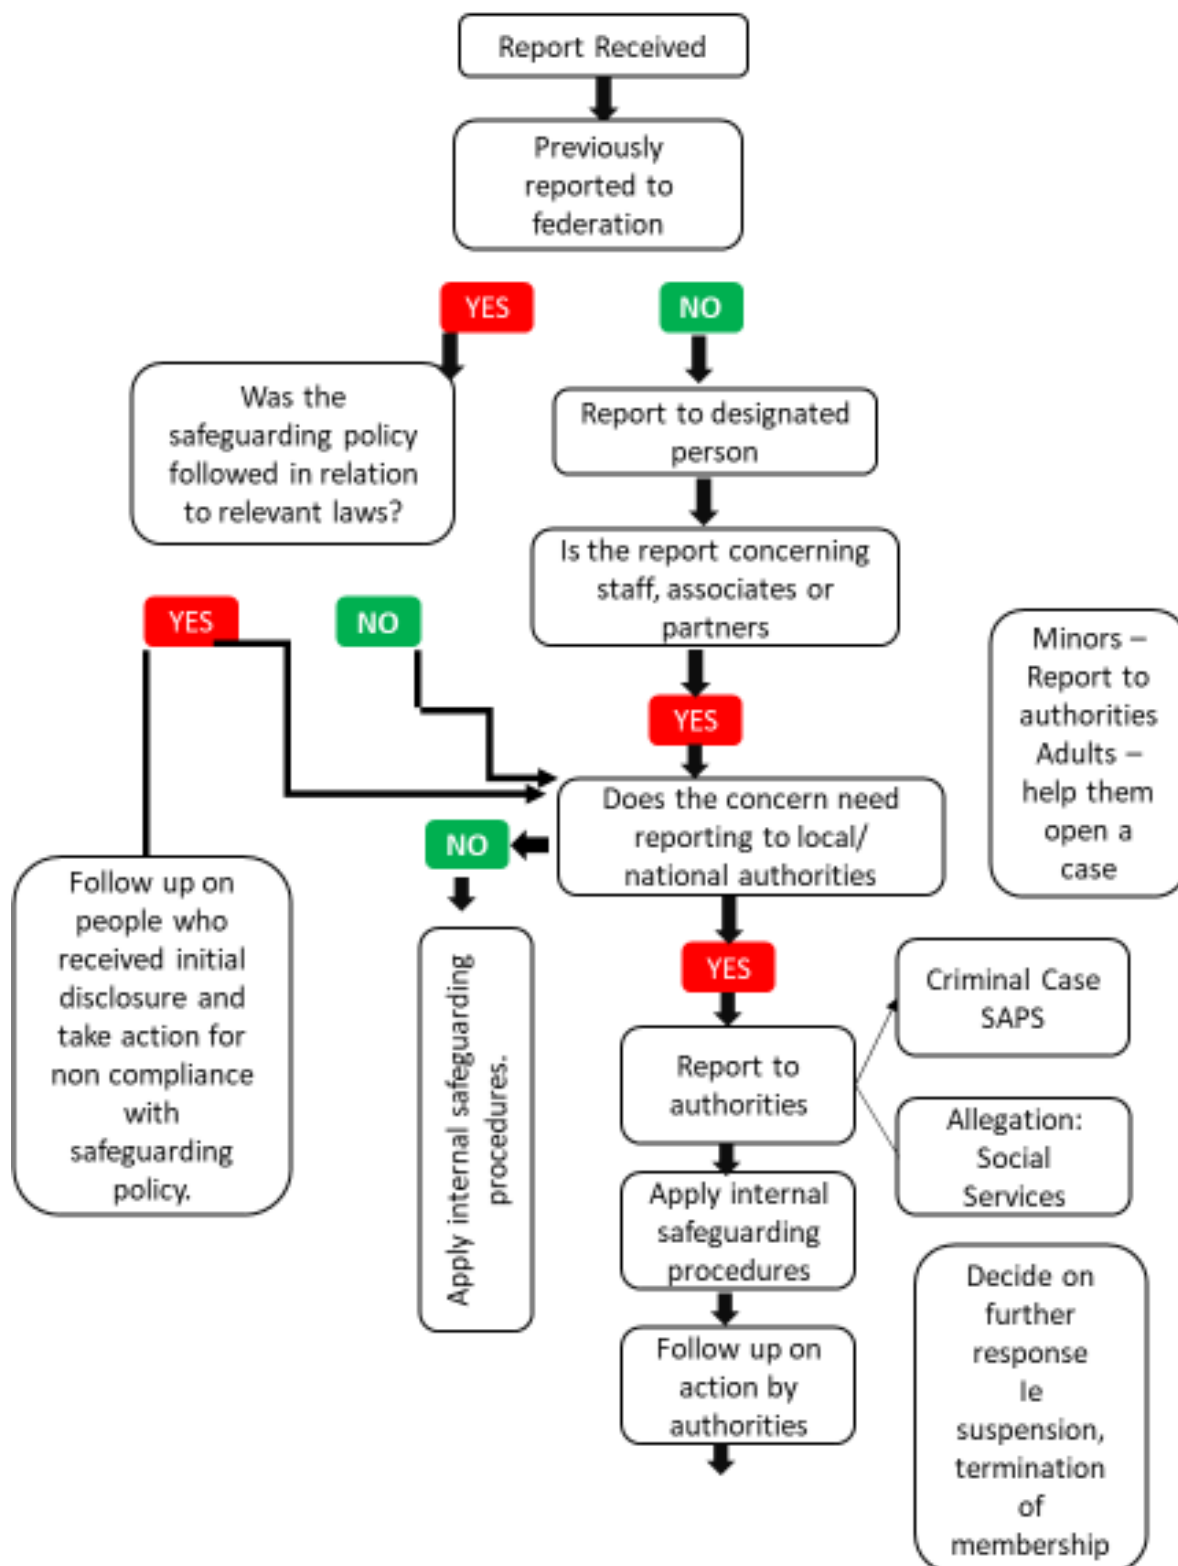 Report Received
Previously
reported to
federation
YES
NO
Was the
safeguarding policy
followed in relation
to relevant laws?
Report to designated
person
Is the report concerning
staff, associates or
partners
YES
NO
Minors –
Report to
authorities
Adults –
help them
open a
case
YES
Does the concern need
reporting to local/
national authorities
NO
Follow up on
people who
received initial
disclosure and
take action for
non compliance
with
safeguarding
policy.
Apply internal safeguarding
procedures.
YES
Criminal Case
SAPS
Report to
authorities
Allegation:
Social
Services
Apply internal
safeguarding
procedures
Follow up on
action by
authorities
Decide on
further
response
Ie
suspension,
termination
of
membership